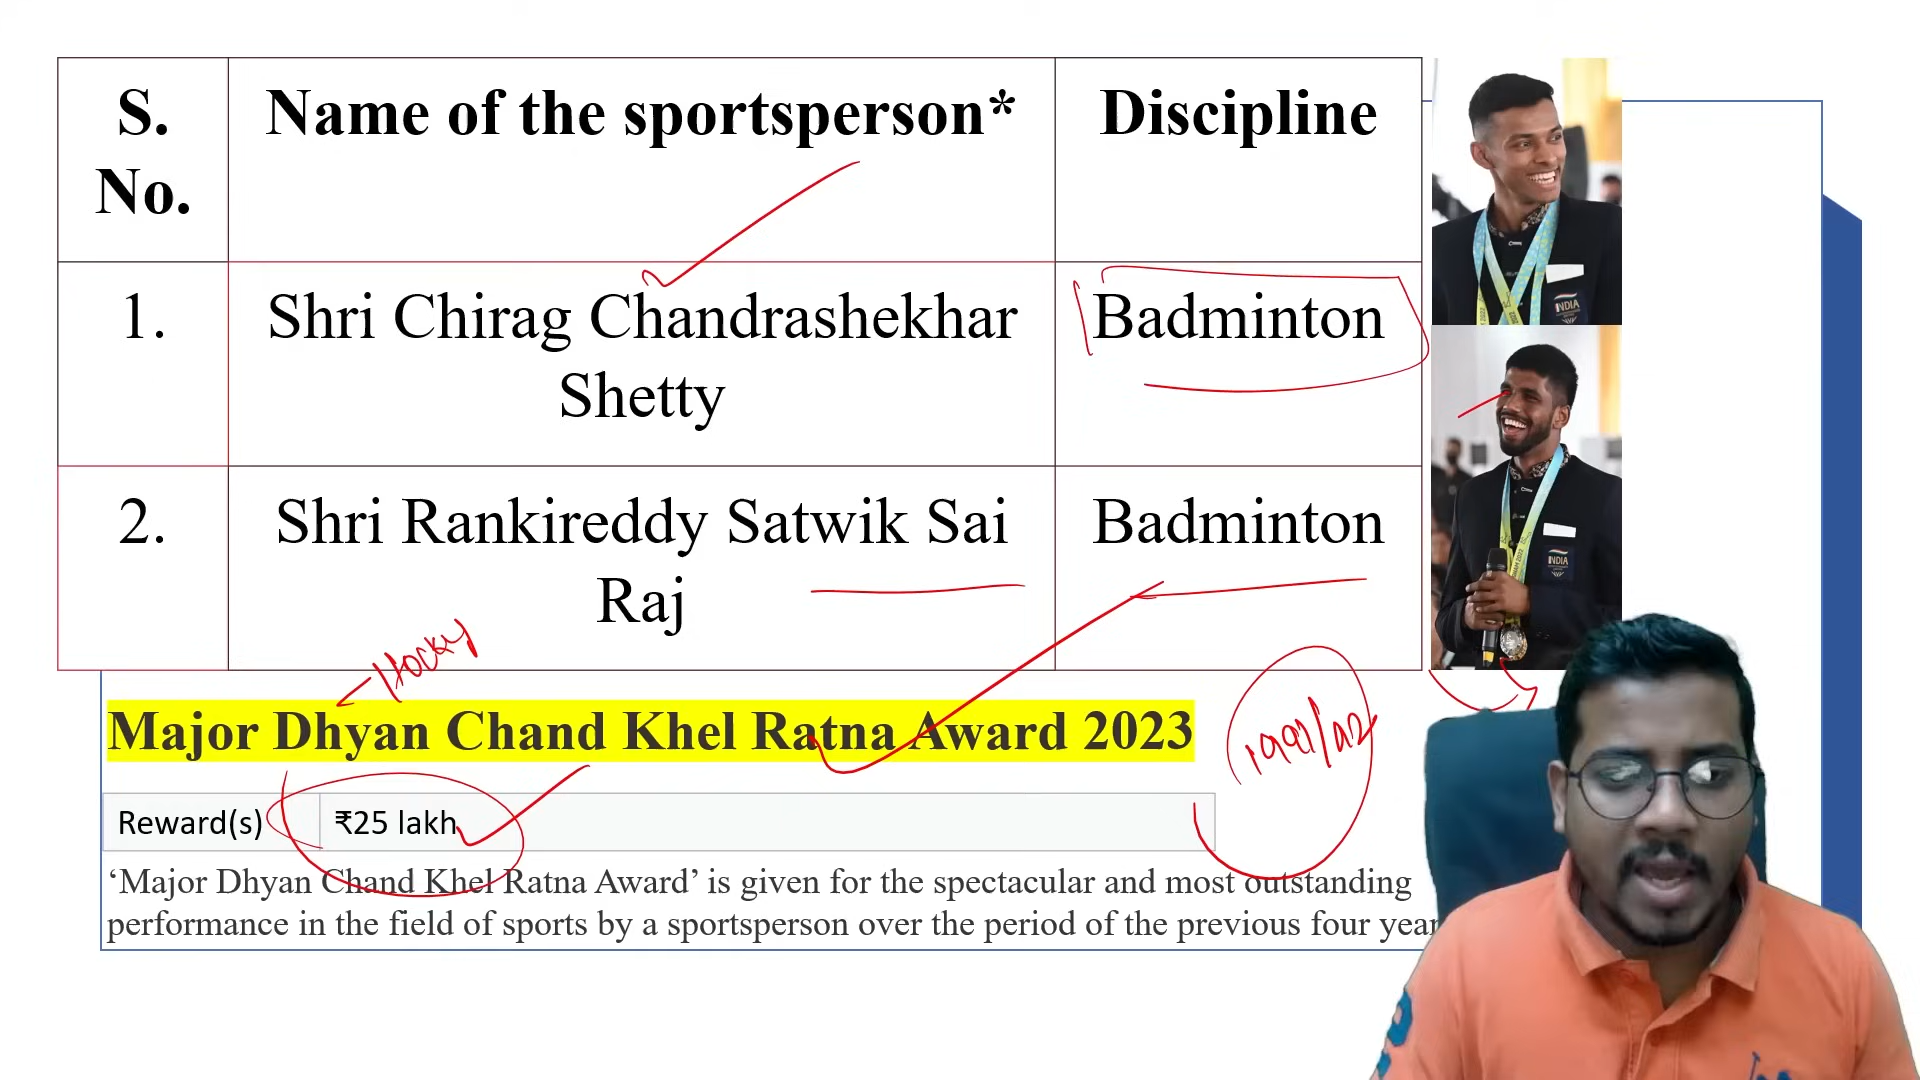 S.
No.
Name of the sportsperson*
Discipline
1.
Shri Chirag Chandrashekhar
Shetty
Badminton
2.
Shri Rankireddy Satwik Sai
Raj
Badminton
INDIA
INDIA
Hocky
Major Dhyan Chand Khel Ratna Award 2023
1991/92
Reward(s)
₹25 lakh
‘Major Dhyan Chand Khel Ratna Award’ is given for the spectacular and most outstanding
performance in the field of sports by a sportsperson over the period of the previous four year